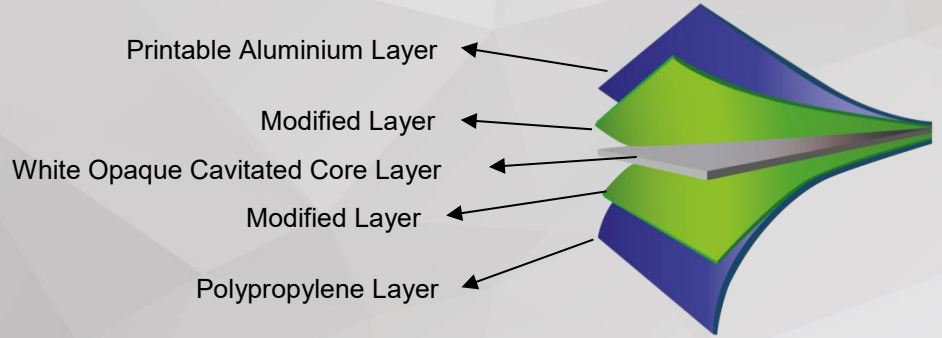 Printable Aluminium Layer
Modified Layer
White Opaque Cavitated Core Layer
Modified Layer
Polypropylene Layer